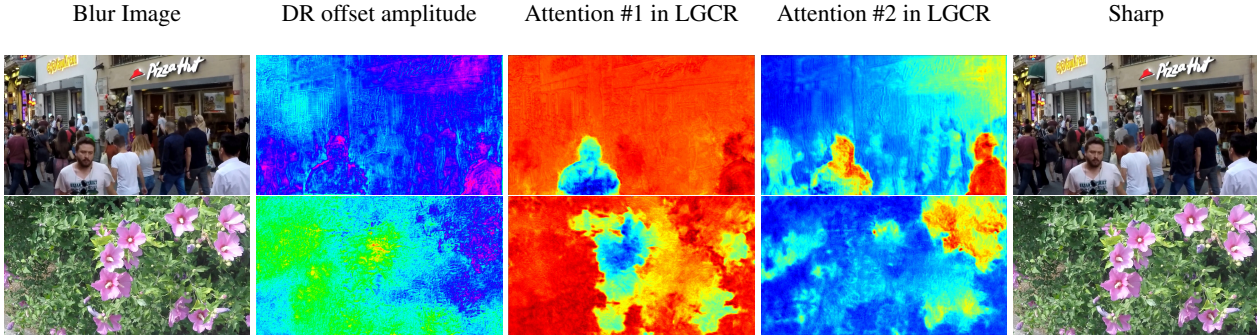 Blur Image DR offset amplitude Attention #1 in LGCR Attention #2 in LGCR Sharp
Pizza Hut
Pizza Hut